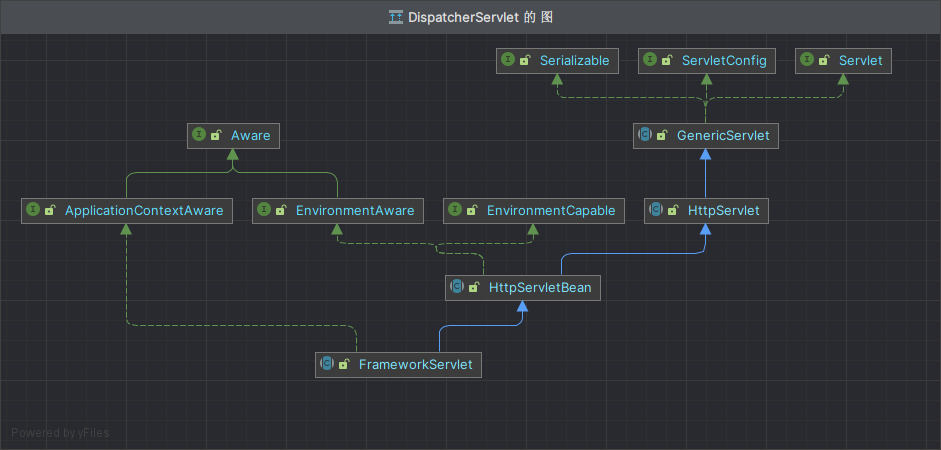 DispatcherServlet 的 图
Serializable
ServletConfig
Servlet
Aware
GenericServlet
ApplicationContextAware
EnvironmentAware
EnvironmentCapable
HttpServlet
HttpServletBean
FrameworkServlet
Powered by yFiles